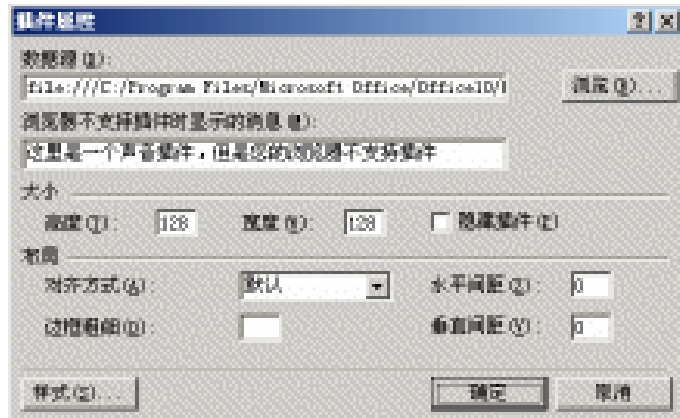 插件属性
数据源(D):
file:///C:/Program Files/Microsoft Office/Office10/
浏览(R)...
浏览器不支持插件时显示的消息(M):
这里是一个声音插件，但是您的浏览器不支持插件
大小
高度(T): 128 宽度(W): 128 隐藏插件(E)
布局
对齐方式(A): 默认 水平间距(Z): 0
边框粗细(B): 垂直间距(V): 0
样式(S)... 确定 取消